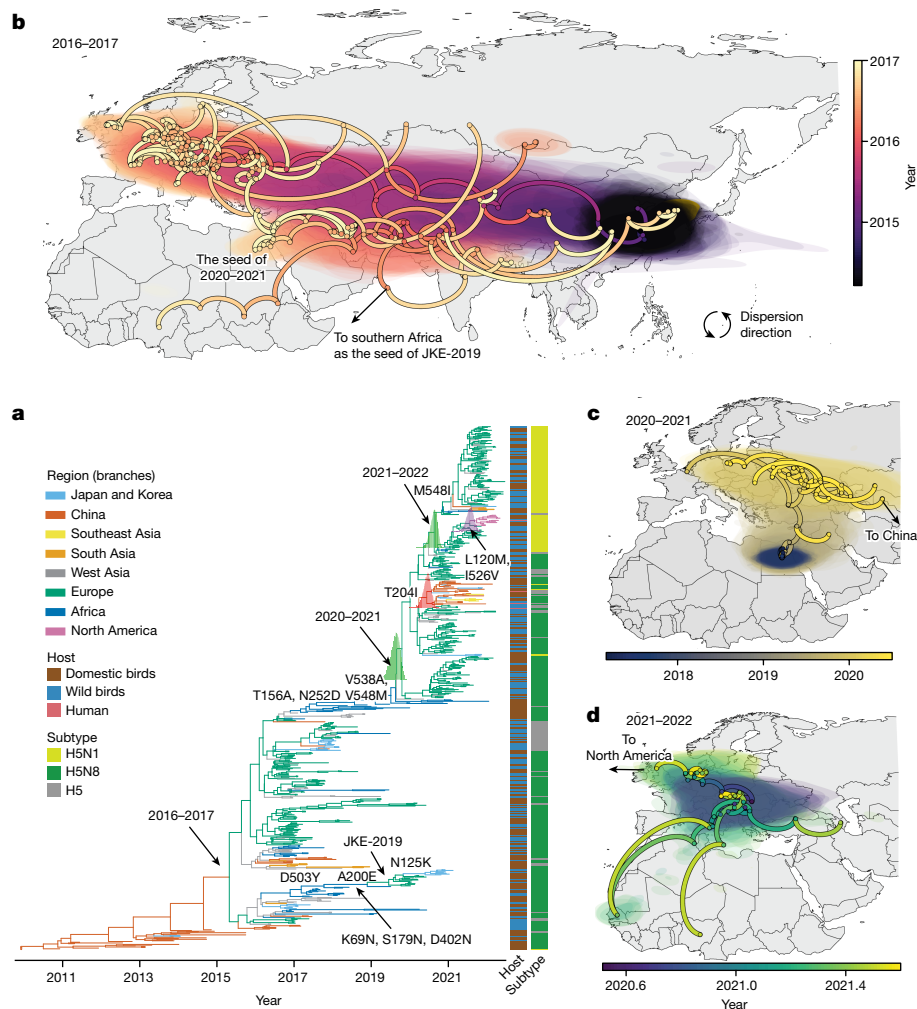 b
2016–2017
2017
2016
2015
Year
The seed of
2020–2021
To southern Africa
as the seed of JKE-2019
Dispersion
direction
a
Region (branches)
Japan and Korea
China
Southeast Asia
South Asia
West Asia
Europe
Africa
North America
Host
Domestic birds
Wild birds
Human
Subtype
H5N1
H5N8
H5
2021–2022
M548I
L120M,
I526V
T204I
2020–2021
V538A,
T156A, N252D V548M
2016–2017
JKE-2019
N125K
D503Y
A200E
K69N, S179N, D402N
2011
2013
2015
2017
2019
2021
Year
Host
Subtype
c
2020–2021
To China
2018
2019
2020
d
2021–2022
To
North America
2020.6
2021.0
2021.4
Year